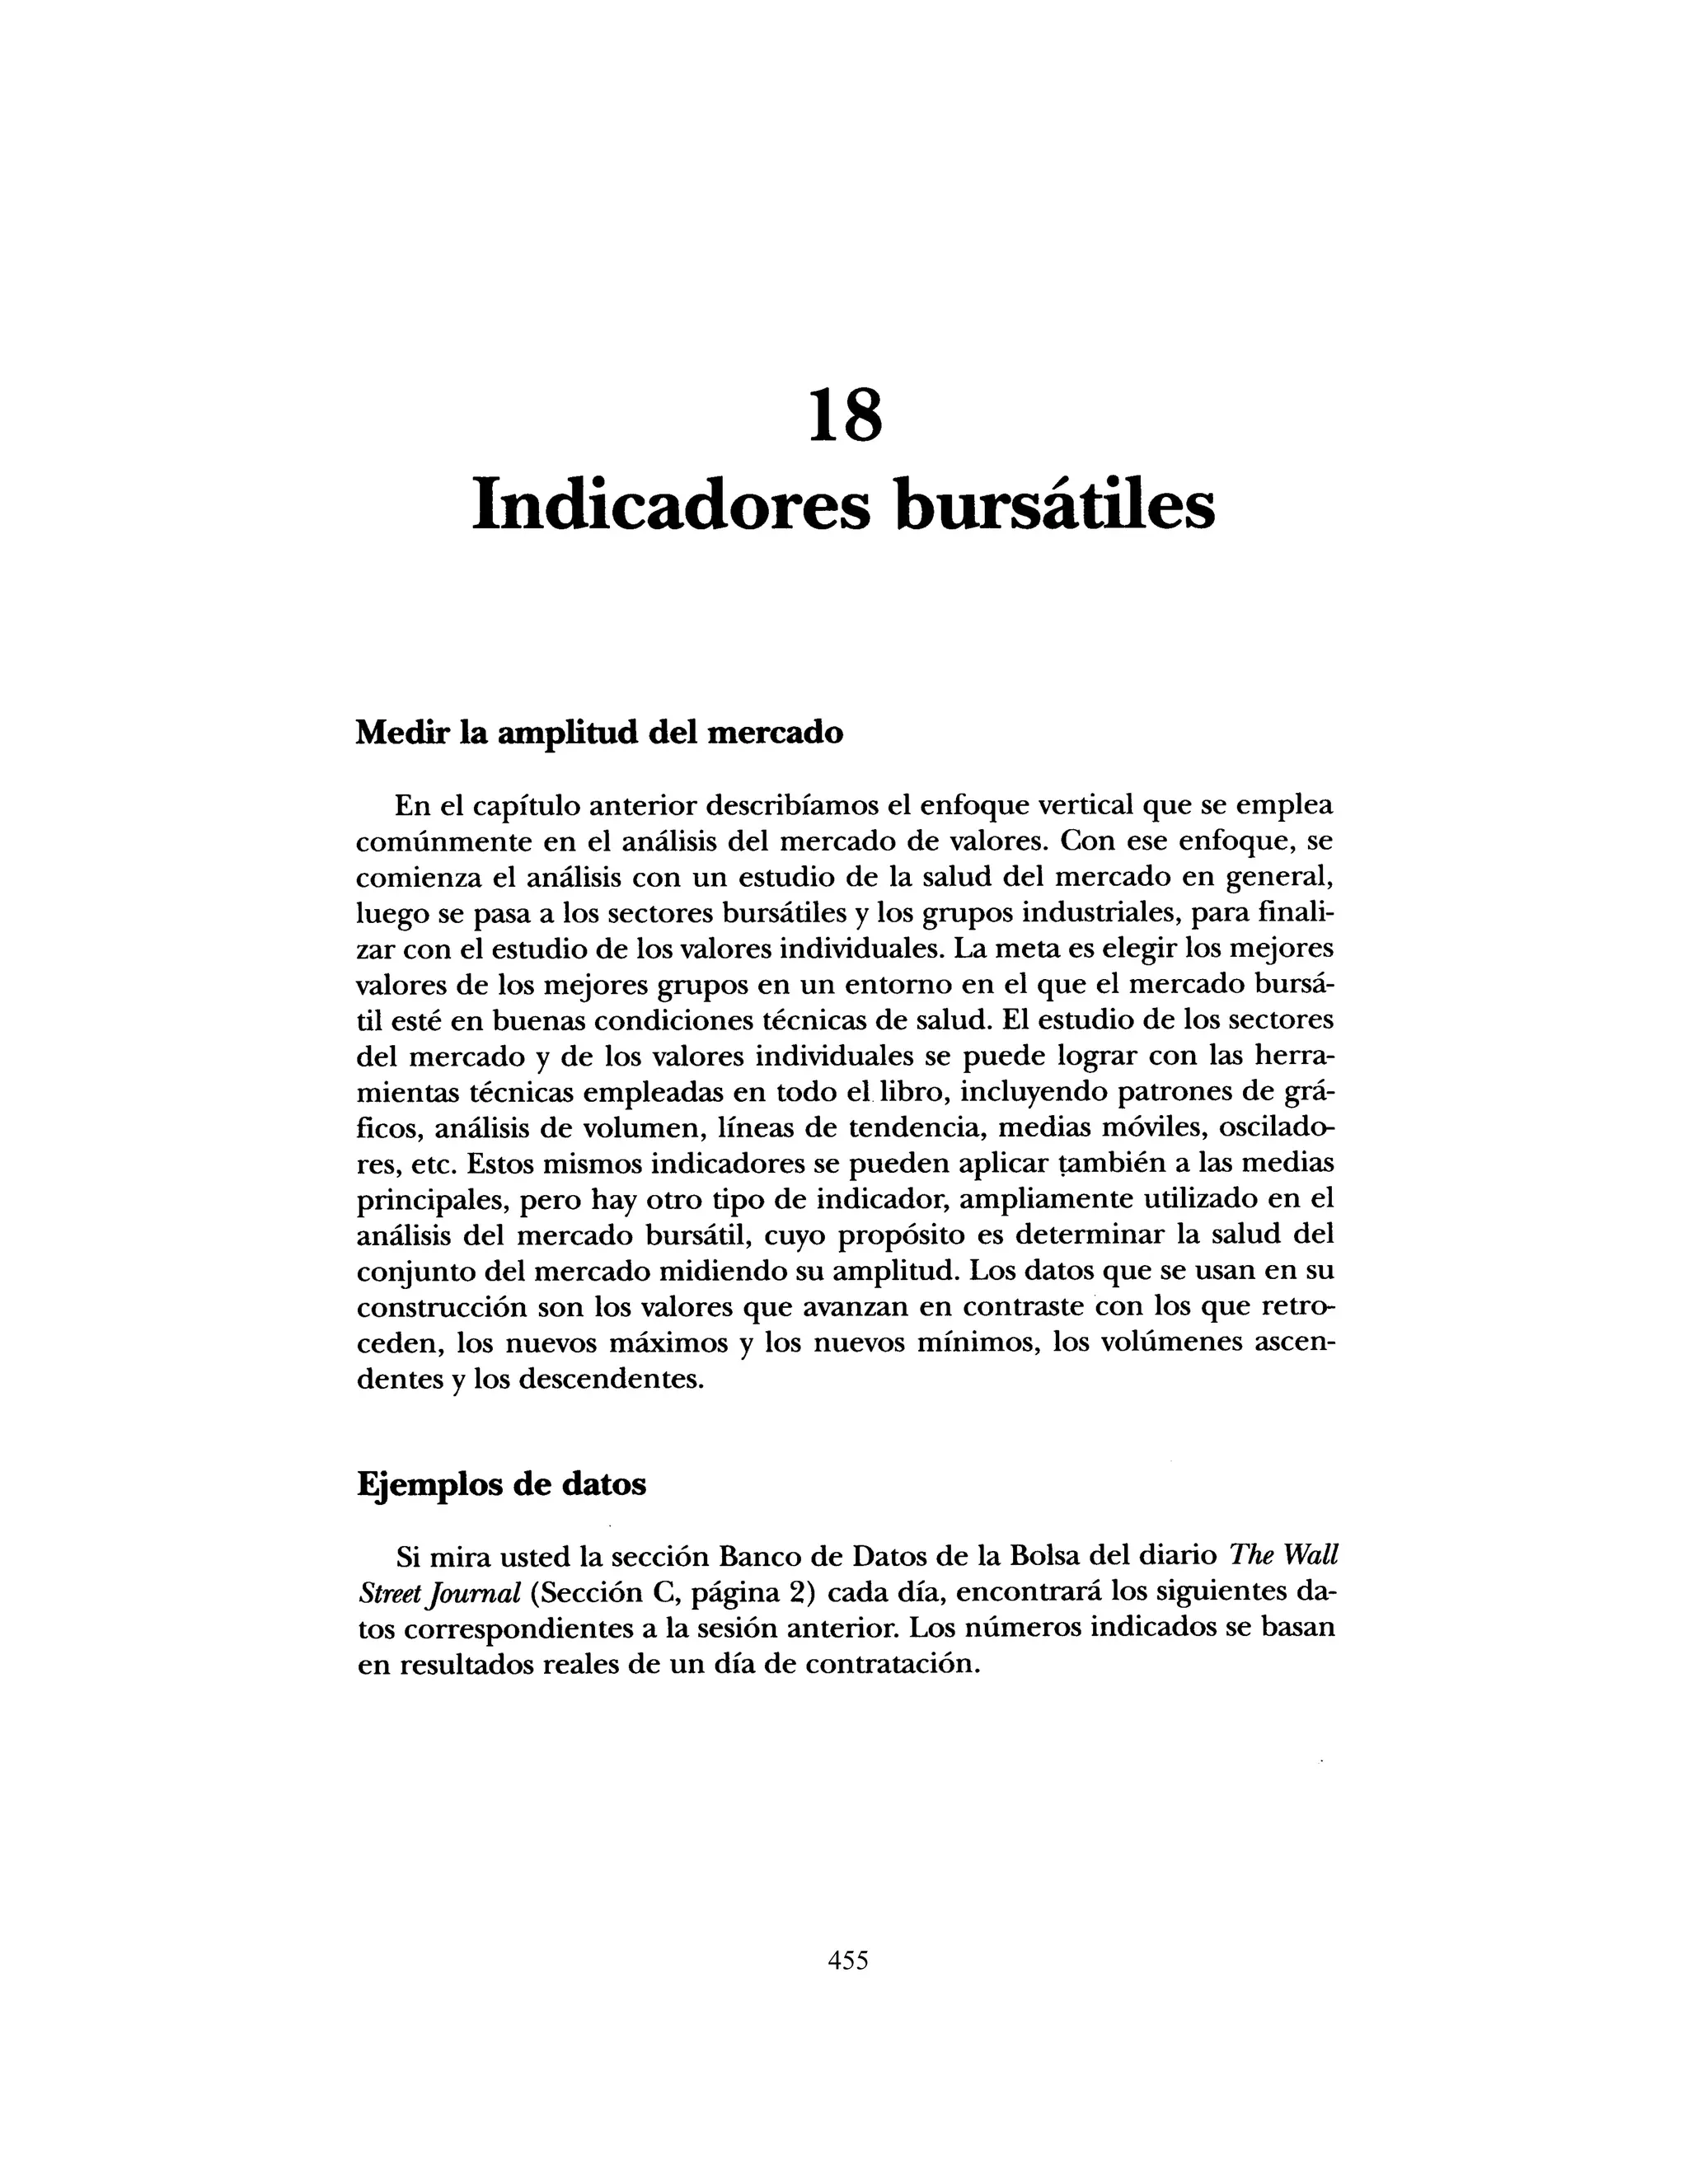 18
Indicadores bursátiles
Medir la amplitud del mercado
En el capítulo anterior describíamos el enfoque vertical que se emplea
comúnmente en el análisis del mercado de valores. Con ese enfoque, se
comienza el análisis con un estudio de la salud del mercado en general,
luego se pasa a los sectores bursátiles y los grupos industriales, para finali-
zar con el estudio de los valores individuales. La meta es elegir los mejores
valores de los mejores grupos en un entorno en el que el mercado bursá-
til esté en buenas condiciones técnicas de salud. El estudio de los sectores
del mercado y de los valores individuales se puede lograr con las herra-
mientas técnicas empleadas en todo el libro, incluyendo patrones de grá-
ficos, análisis de volumen, líneas de tendencia, medias móviles, oscilado-
res, etc. Estos mismos indicadores se pueden aplicar también a las medias
principales, pero hay otro tipo de indicador, ampliamente utilizado en el
análisis del mercado bursátil, cuyo propósito es determinar la salud del
conjunto del mercado midiendo su amplitud. Los datos que se usan en su
construcción son los valores que avanzan en contraste con los que retro-
ceden, los nuevos máximos y los nuevos mínimos, los volúmenes ascen-
dentes y los descendentes.
Ejemplos de datos
Si mira usted la sección Banco de Datos de la Bolsa del diario The Wall
Street Journal (Sección C, página 2) cada día, encontrará los siguientes da-
tos correspondientes a la sesión anterior. Los números indicados se basan
en resultados reales de un día de contratación.
455